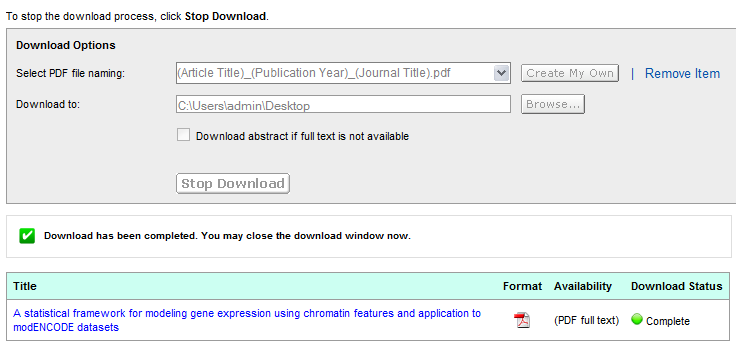 To stop the download process, click Stop Download.
Download Options
Select PDF file naming: (Article Title)_(Publication Year)_(Journal Title).pdf Create My Own | Remove Item
Download to: C:\Users\admin\Desktop Browse...
Download abstract if full text is not available
Stop Download
Download has been completed. You may close the download window now.
Title Format Availability Download Status
A statistical framework for modeling gene expression using chromatin features and application to
modENCODE datasets (PDF full text) Complete